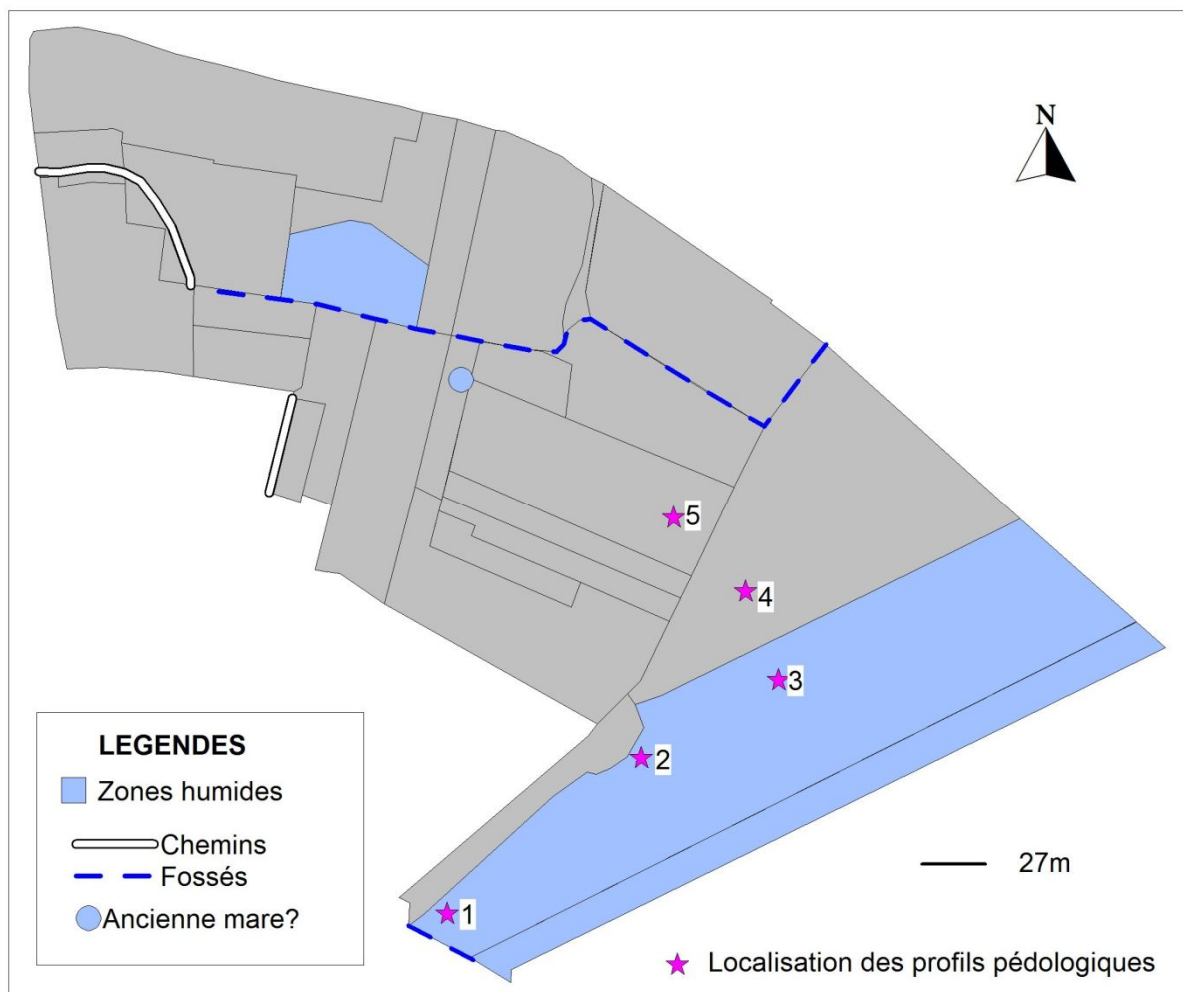 N
5
4
3
2
1
LEGENDES
Zones humides
Chemins
Fossés
Ancienne mare?
27m
Localisation des profils pédologiques